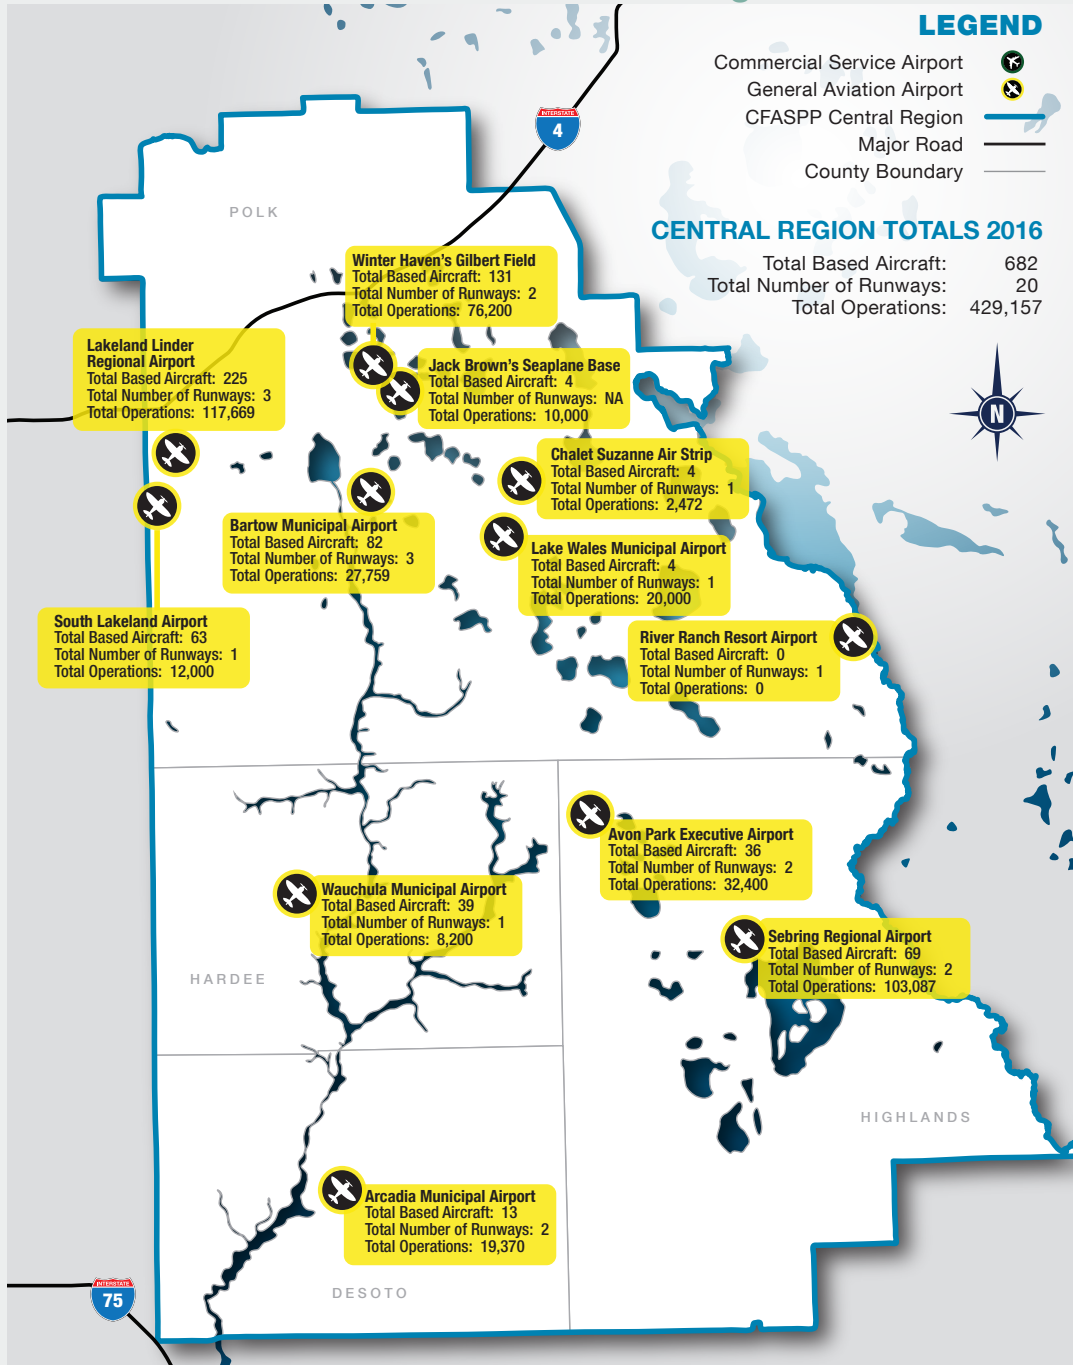 LEGEND
Commercial Service Airport
General Aviation Airport
CFASPP Central Region
Major Road
County Boundary
CENTRAL REGION TOTALS 2016
Total Based Aircraft: 682
Total Number of Runways: 20
Total Operations: 429,157
N
INTERSTATE
4
POLK
Winter Haven's Gilbert Field
Total Based Aircraft: 131
Total Number of Runways: 2
Total Operations: 76,200
Lakeland Linder
Regional Airport
Total Based Aircraft: 225
Total Number of Runways: 3
Total Operations: 117,669
Jack Brown's Seaplane Base
Total Based Aircraft: 4
Total Number of Runways: NA
Total Operations: 10,000
Chalet Suzanne Air Strip
Total Based Aircraft: 4
Total Number of Runways: 1
Total Operations: 2,472
Bartow Municipal Airport
Total Based Aircraft: 82
Total Number of Runways: 3
Total Operations: 27,759
Lake Wales Municipal Airport
Total Based Aircraft: 4
Total Number of Runways: 1
Total Operations: 20,000
South Lakeland Airport
Total Based Aircraft: 63
Total Number of Runways: 1
Total Operations: 12,000
River Ranch Resort Airport
Total Based Aircraft: 0
Total Number of Runways: 1
Total Operations: 0
Avon Park Executive Airport
Total Based Aircraft: 36
Total Number of Runways: 2
Total Operations: 32,400
Wauchula Municipal Airport
Total Based Aircraft: 39
Total Number of Runways: 1
Total Operations: 8,200
Sebring Regional Airport
Total Based Aircraft: 69
Total Number of Runways: 2
Total Operations: 103,087
HARDEE
HIGHLANDS
Arcadia Municipal Airport
Total Based Aircraft: 13
Total Number of Runways: 2
Total Operations: 19,370
DESOTO
INTERSTATE
75